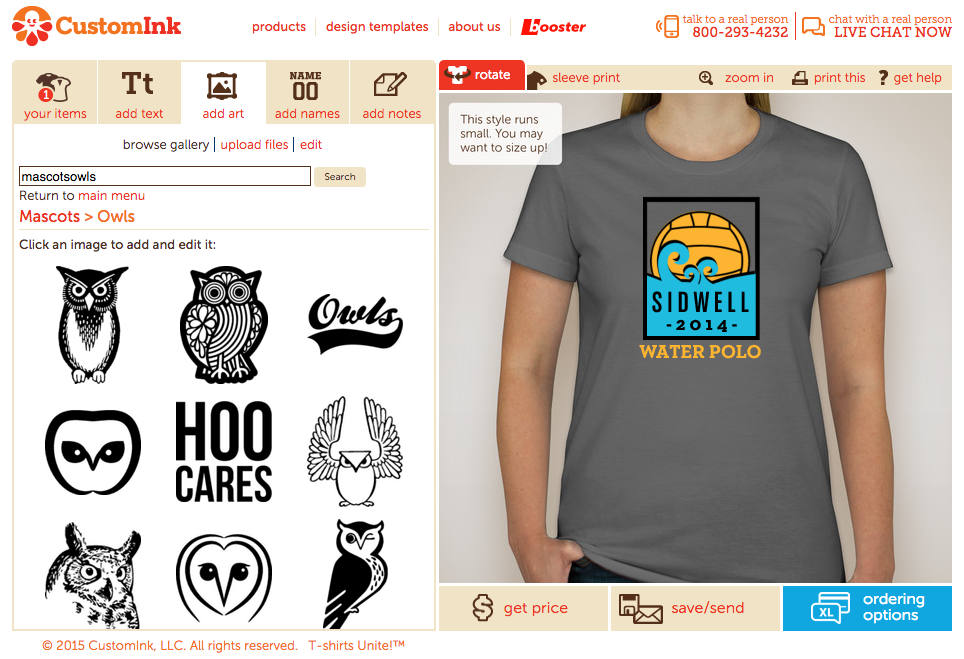 CustomInk
products
design templates
about us
Booster
talk to a real person
800-293-4232
chat with a real person
LIVE CHAT NOW
1
your items
Tt
add text
add art
NAME
00
add names
add notes
rotate
sleeve print
zoom in
print this
? get help
browse gallery | upload files | edit
mascotsowls
Search
Return to main menu
Mascots > Owls
Click an image to add and edit it:
Owls
HOO
CARES
This style runs
small. You may
want to size up!
SIDWELL
-2014-
WATER POLO
$
get price
save/send
XL
ordering
options
© 2015 CustomInk, LLC. All rights reserved. T-shirts Unite!™